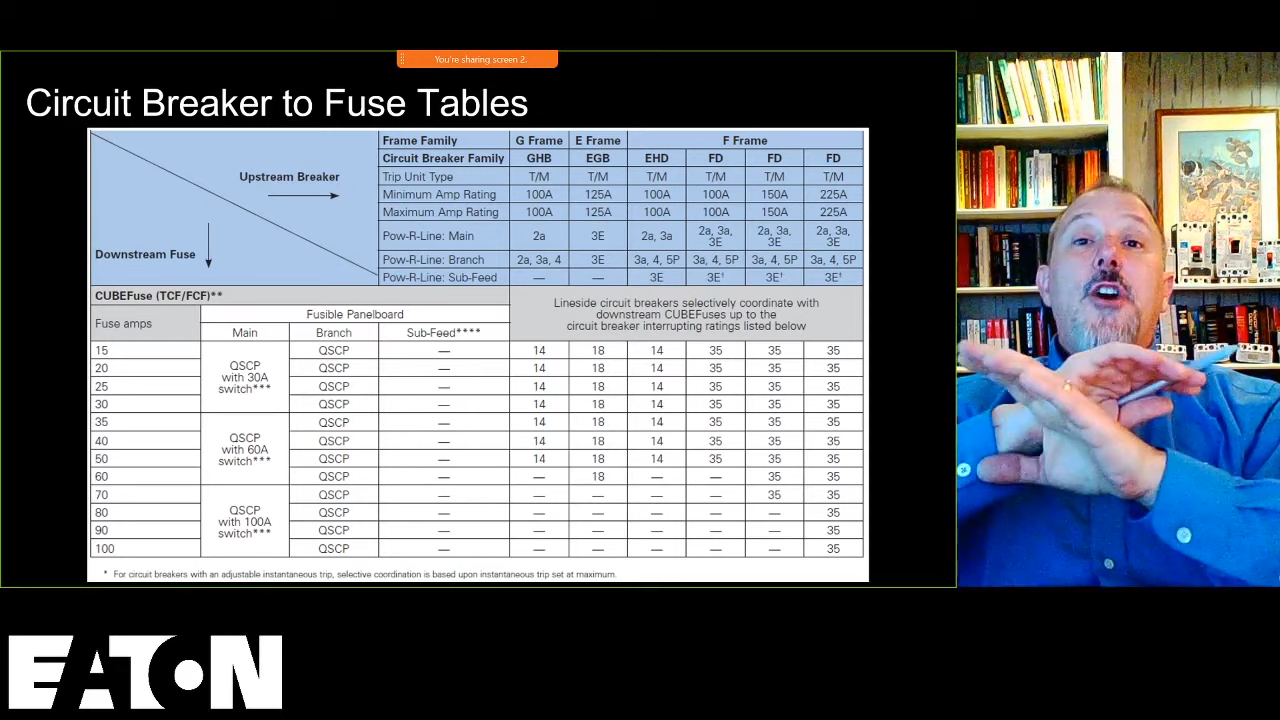 You're sharing screen 2.
Circuit Breaker to Fuse Tables
Upstream Breaker
Downstream Fuse
Frame Family G Frame E Frame F Frame
Circuit Breaker Family GHB EGB EHD FD FD FD
Trip Unit Type T/M T/M T/M T/M T/M T/M
Minimum Amp Rating 100A 125A 100A 100A 150A 225A
Maximum Amp Rating 100A 125A 100A 100A 150A 225A
Pow-R-Line: Main 2a 3E 2a, 3a 2a, 3a, 3E 2a, 3a, 3E 2a, 3a, 3E
Pow-R-Line: Branch 2a, 3a, 4 3E 3a, 4, 5P 3a, 4, 5P 3a, 4, 5P 3a, 4, 5P
Pow-R-Line: Sub-Feed — — 3E 3E† 3E† 3E†
CUBEFuse (TCF/FCF)**
Fuse amps
Fusible Panelboard
Main Branch Sub-Feed****
Lineside circuit breakers selectively coordinate with
downstream CUBEFuses up to the
circuit breaker interrupting ratings listed below
QSCP
with 30A
switch***
QSCP
with 60A
switch***
QSCP
with 100A
switch***
15 QSCP — 14 18 14 35 35 35
20 QSCP — 14 18 14 35 35 35
25 QSCP — 14 18 14 35 35 35
30 QSCP — 14 18 14 35 35 35
35 QSCP — 14 18 14 35 35 35
40 QSCP — 14 18 14 35 35 35
50 QSCP — 14 18 14 35 35 35
60 QSCP — — 18 — — 35 35
70 QSCP — — — — — 35 35
80 QSCP — — — — — — 35
90 QSCP — — — — — — 35
100 QSCP — — — — — — 35
* For circuit breakers with an adjustable instantaneous trip, selective coordination is based upon instantaneous trip set at maximum.
EATON